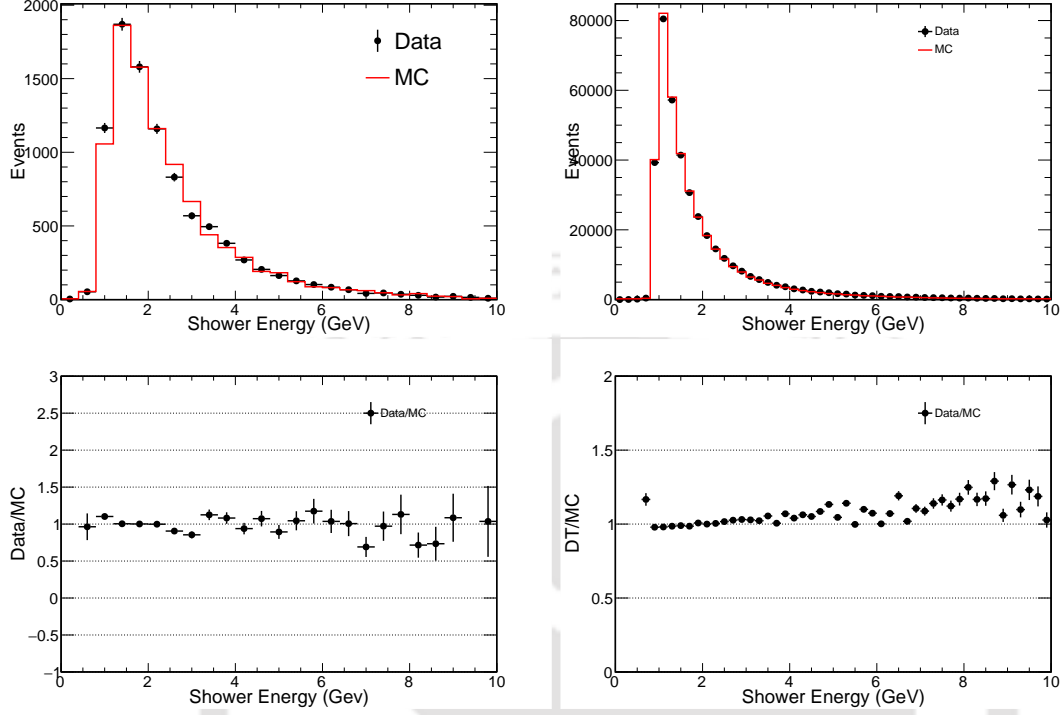 Events
2000
1500
1000
500
0
Data
MC
0 2 4 6 8 10
Shower Energy (GeV)
Events
80000
60000
40000
20000
0
Data
MC
0 2 4 6 8 10
Shower Energy (GeV)
Data/MC
3
2.5
2
1.5
1
0.5
0
−0.5
−1
Data/MC
0 2 4 6 8 10
Shower Energy (Gev)
DT/MC
2
1.5
1
0.5
0
Data/MC
0 2 4 6 8 10
Shower Energy (GeV)